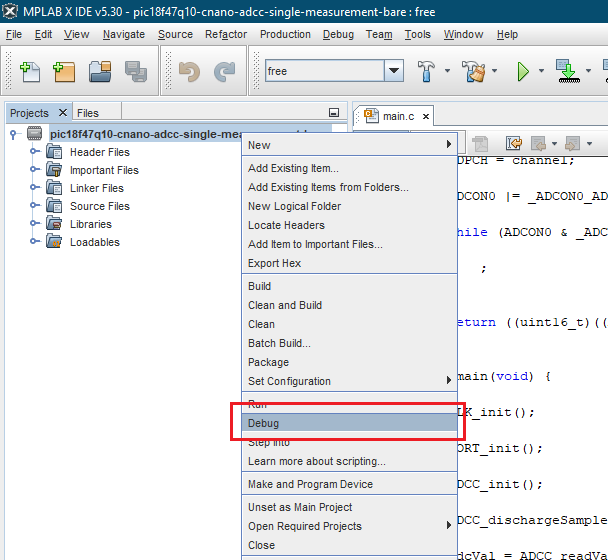 MPLAB X IDE v5.30 - pic18f47q10-cnano-adcc-single-measurement-bare : free
File Edit View Navigate Source Refactor Production Debug Team Tools Window Help
free
Projects Files
main.c
pic18f47q10-cnano-adcc-single-me
Header Files
Important Files
Linker Files
Source Files
Libraries
Loadables
New
Add Existing Item...
Add Existing Items from Folders...
New Logical Folder
Locate Headers
Add Item to Important Files...
Export Hex
Build
Clean and Build
Clean
Batch Build...
Package
Set Configuration
Run
Debug
Step Into
Learn more about scripting...
Make and Program Device
Unset as Main Project
Open Required Projects
Close
DPCH = channel;
DCON0 |= _ADCON0_AD
hile (ADCON0 & _ADC
;
eturn ((uint16_t)((
main(void) {
LK_init();
ORT_init();
DCC_init();
DCC_dischargeSample
dcVal = ADCC_readVa